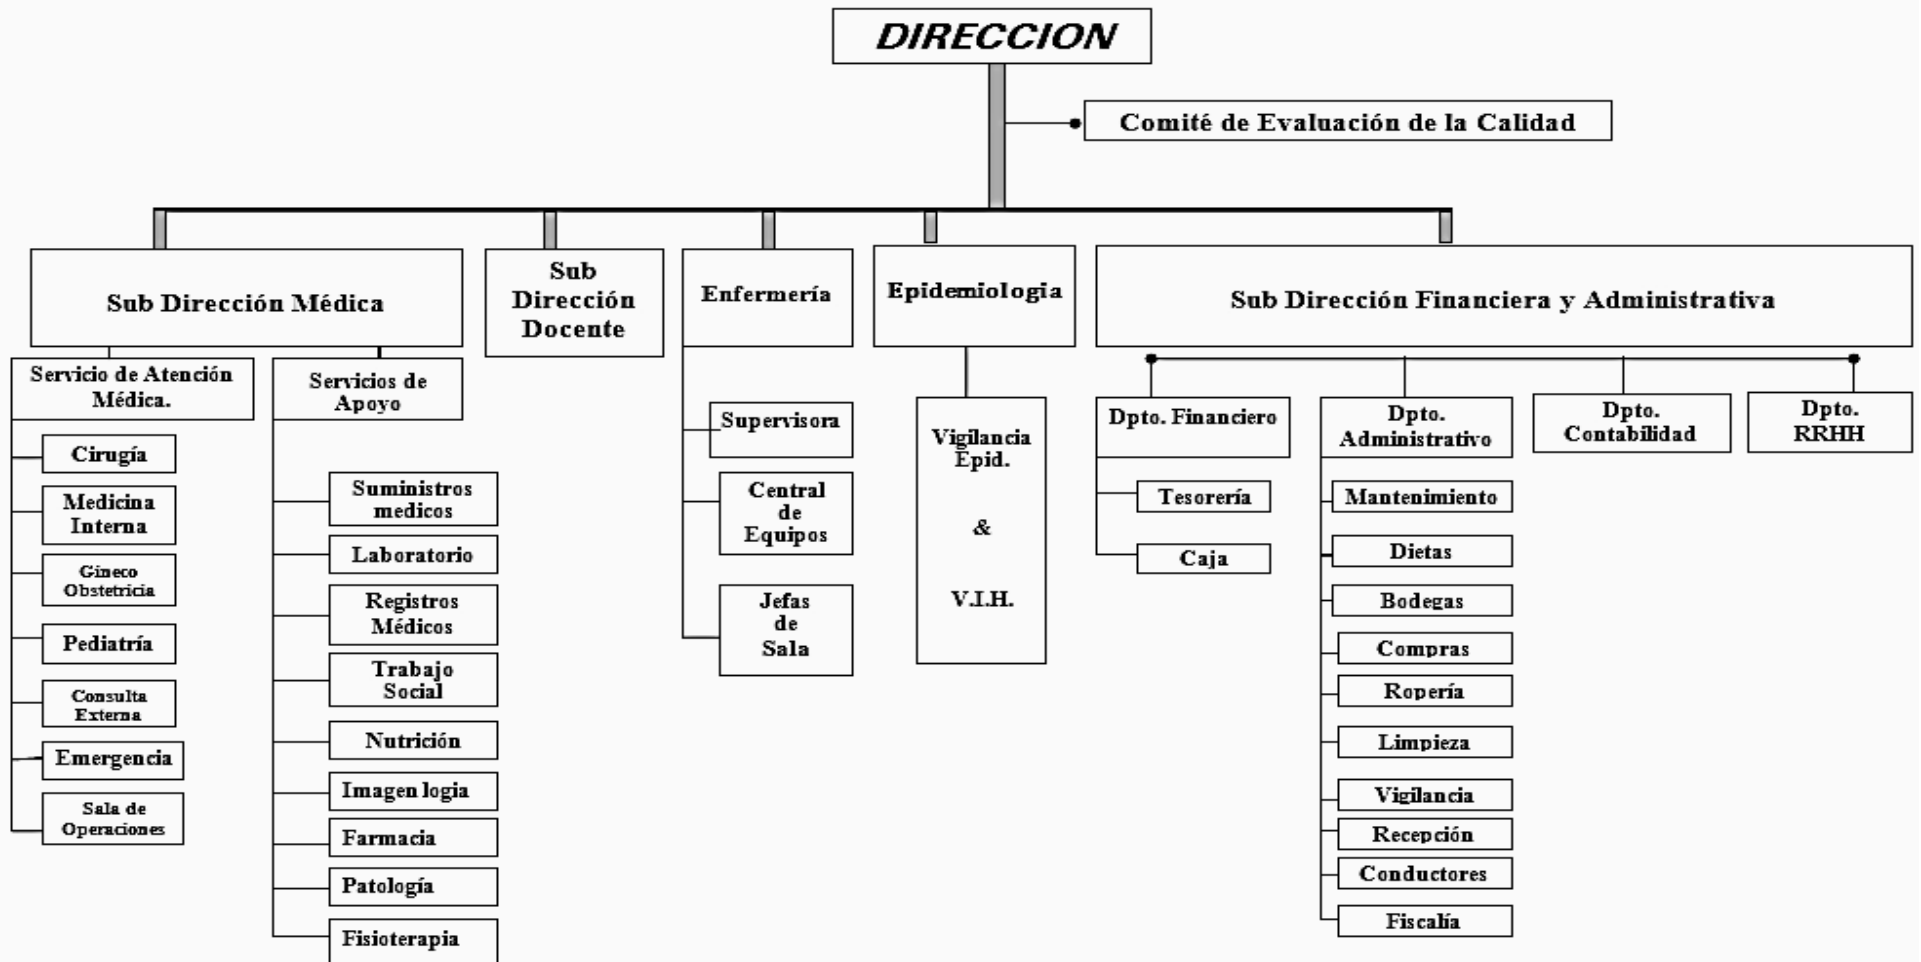 DIRECCION
Comité de Evaluación de la Calidad
Sub Dirección Médica
Sub
Dirección
Docente
Enfermería
Epidemiologia
Sub Dirección Financiera y Administrativa
Servicio de Atención
Médica.
Cirugía
Medicina
Interna
Gineco
Obstetricia
Pediatría
Consulta
Externa
Emergencia
Sala de
Operaciones
Servicios de
Apoyo
Suministros
medicos
Laboratorio
Registros
Médicos
Trabajo
Social
Nutrición
Imagen logia
Farmacia
Patología
Fisioterapia
Supervisora
Central
de
Equipos
Jefas
de
Sala
Vigilancia
Epid.
&
V.I.H.
Dpto. Financiero
Tesorería
Caja
Dpto.
Administrativo
Mantenimiento
Dietas
Bodegas
Compras
Ropería
Limpieza
Vigilancia
Recepción
Conductores
Fiscalía
Dpto.
Contabilidad
Dpto.
RRHH